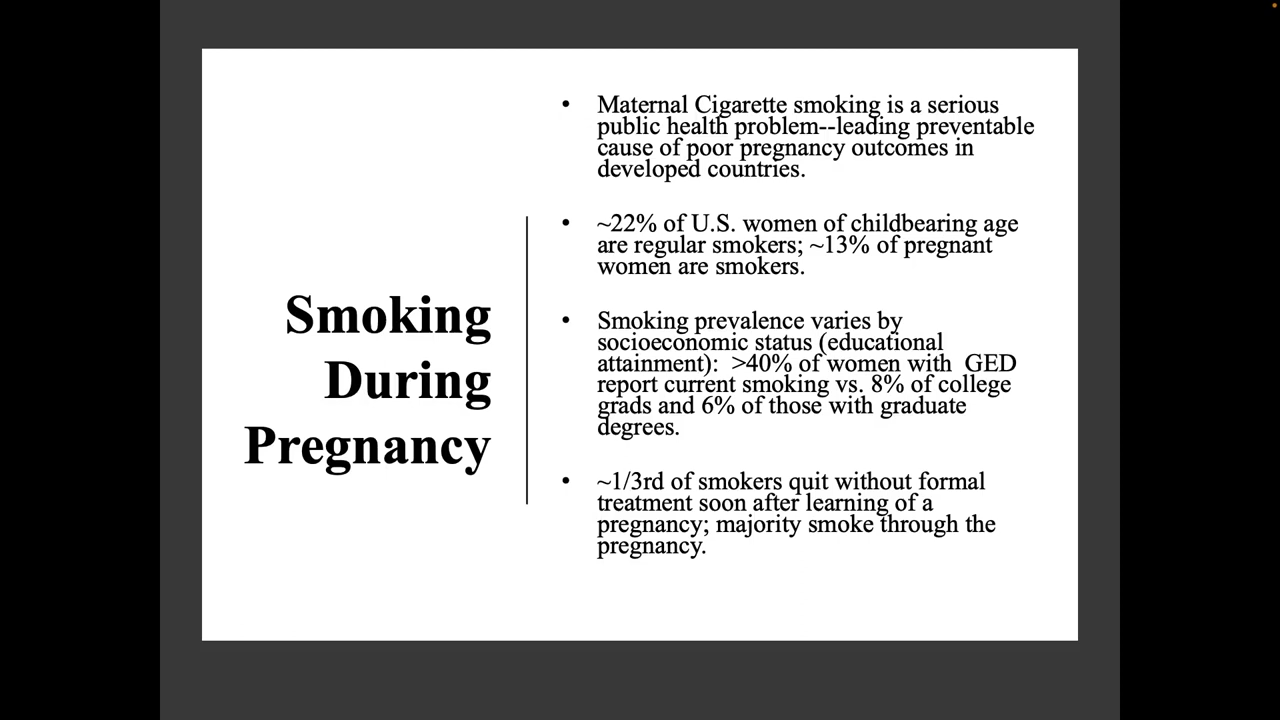 Smoking
During
Pregnancy
• Maternal Cigarette smoking is a serious
public health problem--leading preventable
cause of poor pregnancy outcomes in
developed countries.
• ~22% of U.S. women of childbearing age
are regular smokers; ~13% of pregnant
women are smokers.
• Smoking prevalence varies by
socioeconomic status (educational
attainment):  >40% of women with  GED
report current smoking vs. 8% of college
grads and 6% of those with graduate
degrees.
• ~1/3rd of smokers quit without formal
treatment soon after learning of a
pregnancy; majority smoke through the
pregnancy.